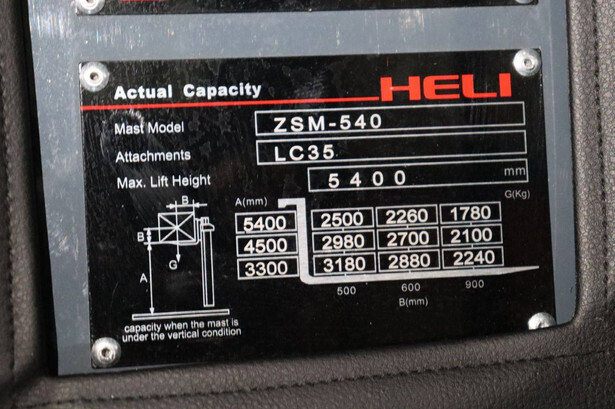 Actual Capacity HELI
Mast Model ZSM-540
Attachments LC35
Max. Lift Height 5400 mm
A(mm) G(Kg)
5400 2500 2260 1780
4500 2980 2700 2100
3300 3180 2880 2240
500 600 900
B(mm)
B
B
A
G
capacity when the mast is
under the vertical condition